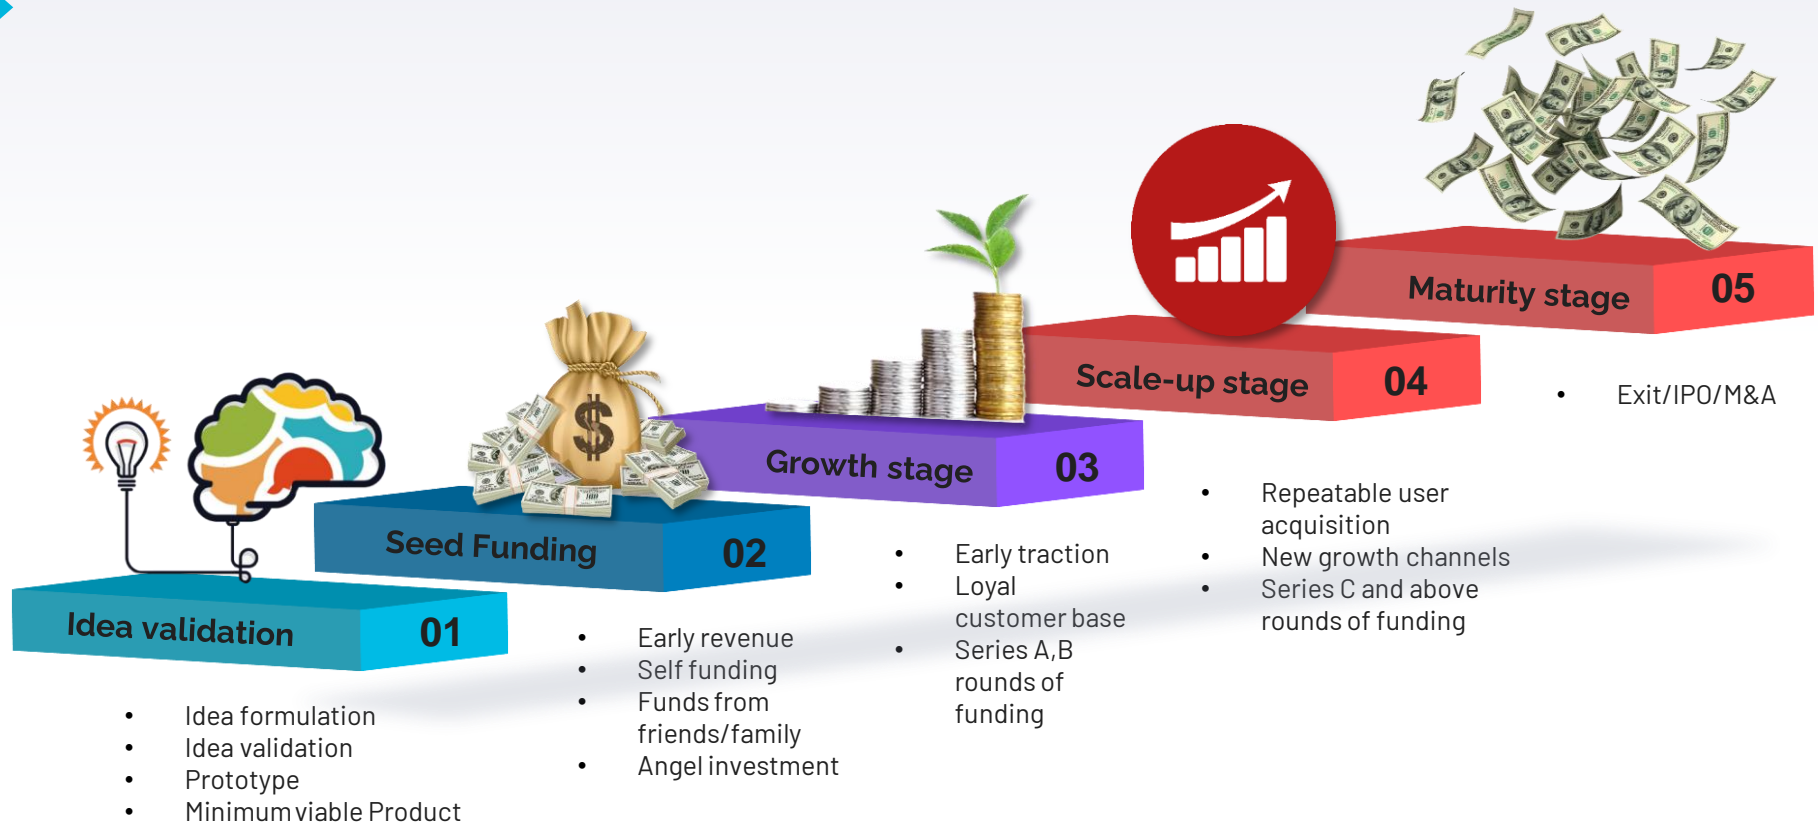 Idea validation
01
• Idea formulation
• Idea validation
• Prototype
• Minimum viable Product
Seed Funding
02
• Early revenue
• Self funding
• Funds from
friends/family
• Angel investment
Growth stage
03
• Early traction
• Loyal
customer base
• Series A,B
rounds of
funding
Scale-up stage
04
• Repeatable user
acquisition
• New growth channels
• Series C and above
rounds of funding
Maturity stage
05
• Exit/IPO/M&A